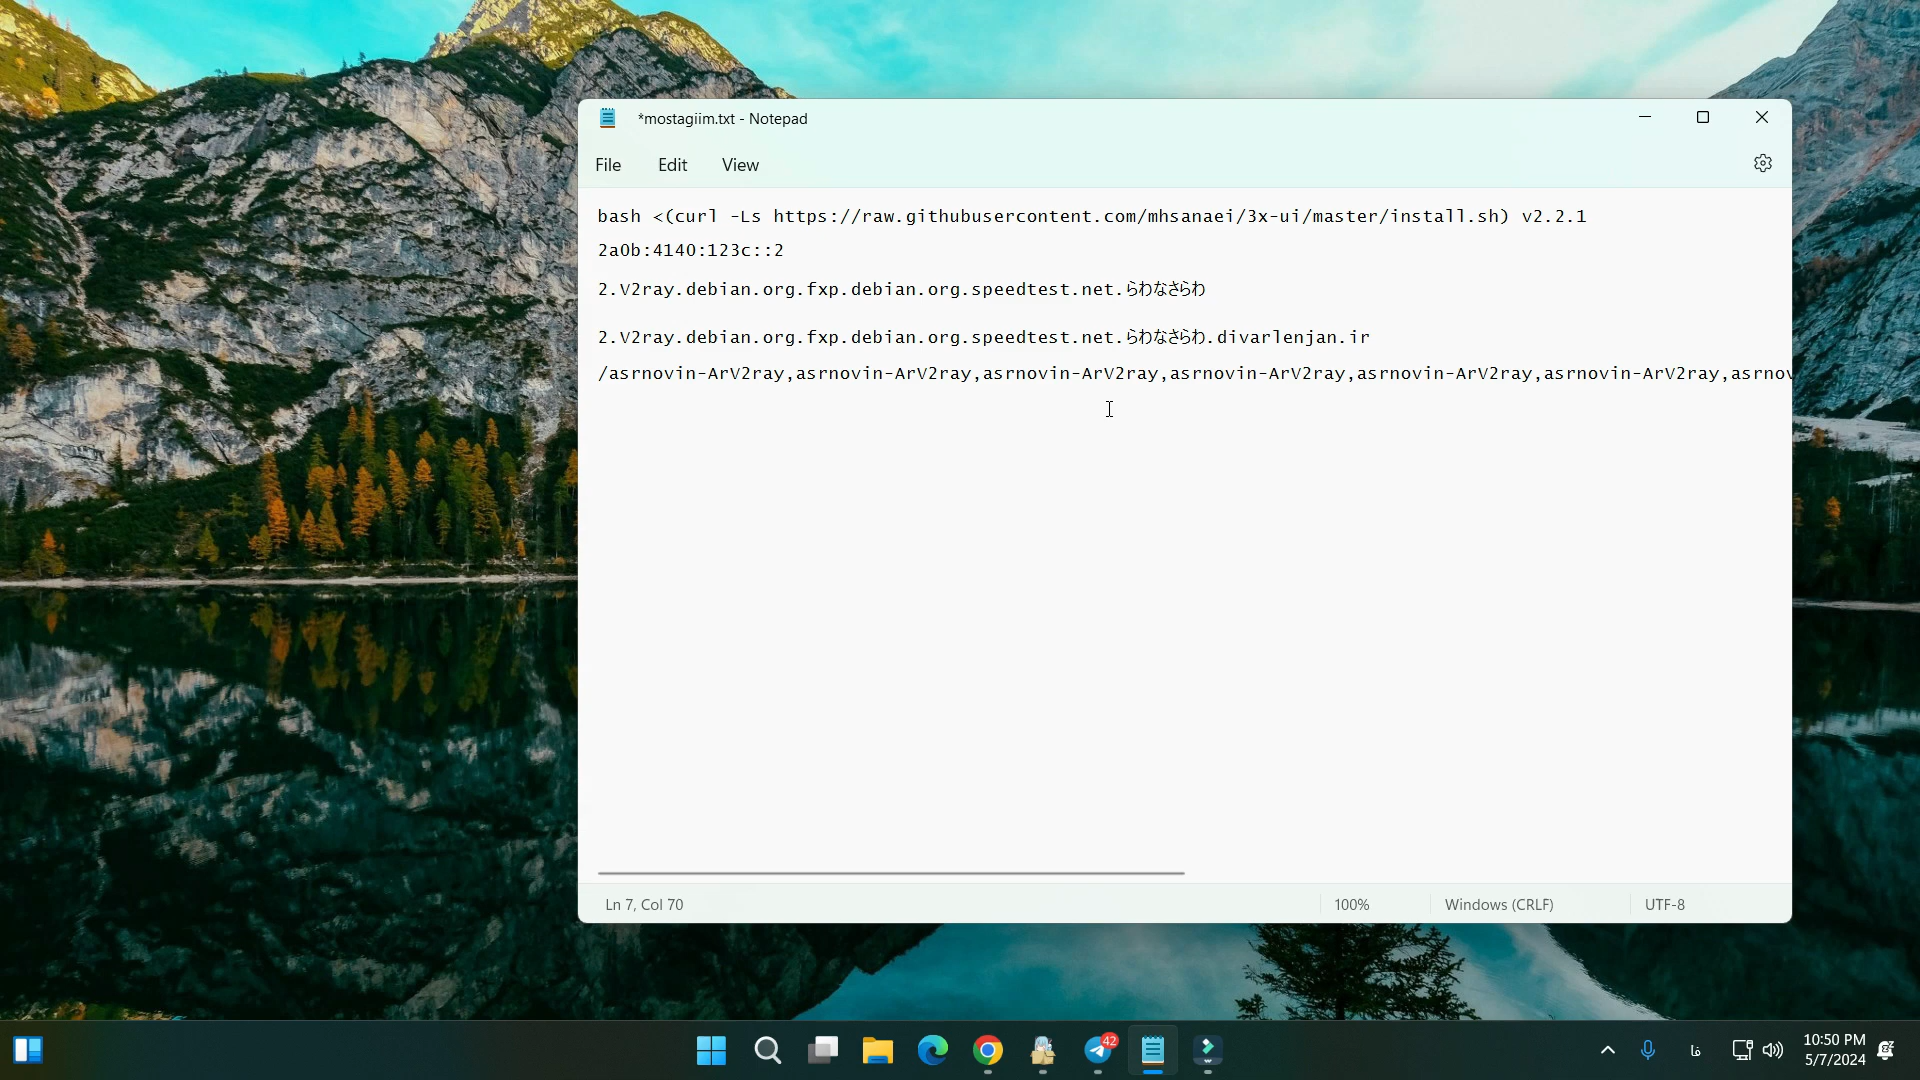 *mostagiim.txt - Notepad
File Edit View
bash <(curl -Ls https://raw.githubusercontent.com/mhsanaei/3x-ui/master/install.sh) v2.2.1
2a0b:4140:123c::2
2.V2ray.debian.org.fxp.debian.org.speedtest.net.らわなさらわ
2.V2ray.debian.org.fxp.debian.org.speedtest.net.らわなさらわ.divarlenjan.ir
/asrnovin-ArV2ray,asrnovin-ArV2ray,asrnovin-ArV2ray,asrnovin-ArV2ray,asrnovin-ArV2ray,asrnovin-ArV2ray,asrnov
Ln 7, Col 70
100%
Windows (CRLF)
UTF-8
42
فا
10:50 PM
5/7/2024